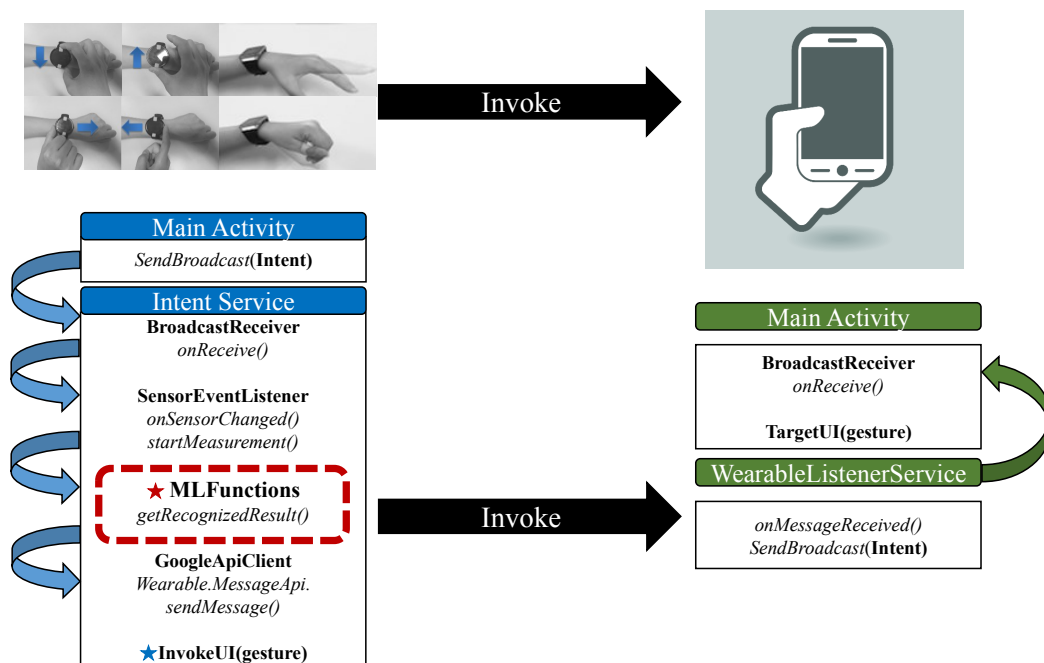 Invoke
Main Activity
SendBroadcast(Intent)
Intent Service
BroadcastReceiver
onReceive()
SensorEventListener
onSensorChanged()
startMeasurement()
★ MLFunctions
getRecognizedResult()
GoogleApiClient
Wearable.MessageApi.
sendMessage()
★InvokeUI(gesture)
Invoke
Main Activity
BroadcastReceiver
onReceive()
TargetUI(gesture)
WearableListenerService
onMessageReceived()
SendBroadcast(Intent)